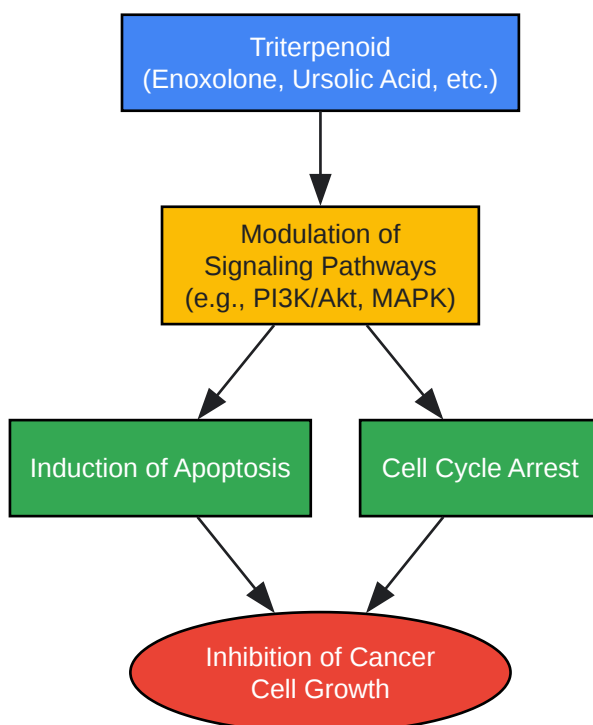 Triterpenoid
(Enoxolone, Ursolic Acid, etc.)
Modulation of
Signaling Pathways
(e.g., PI3K/Akt, MAPK)
Induction of Apoptosis
Cell Cycle Arrest
Inhibition of Cancer
Cell Growth